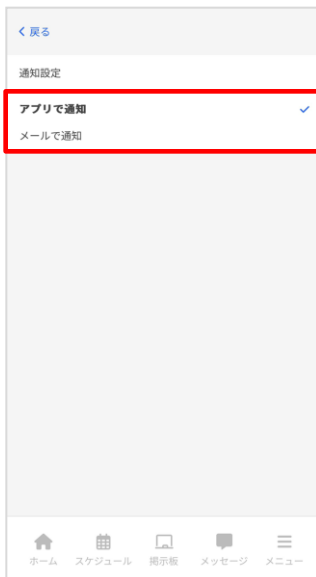 戻る
通知設定
アプリで通知
メールで通知
ホーム スケジュール 掲示板 メッセージ メニュー